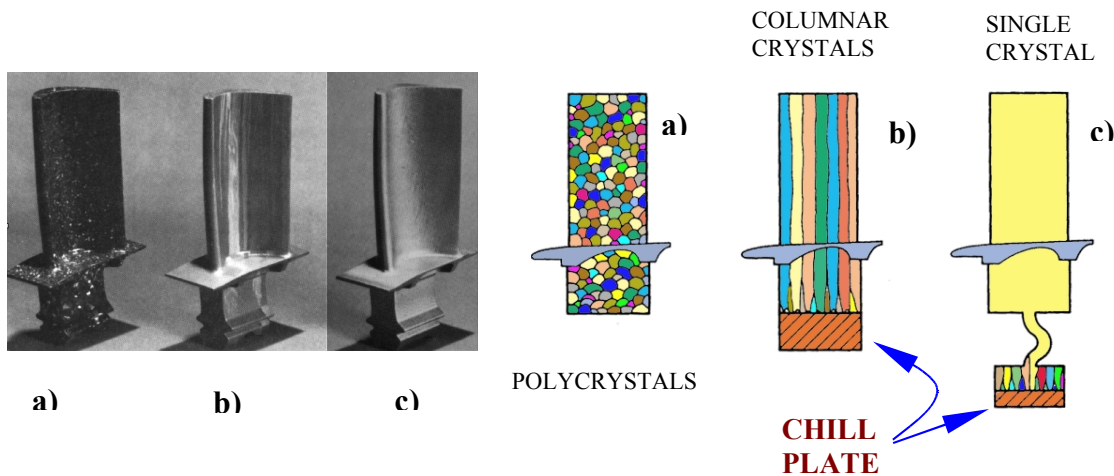 COLUMNAR
CRYSTALS
SINGLE
CRYSTAL
a)
b)
c)
a)
b)
c)
POLYCRYSTALS
CHILL
PLATE